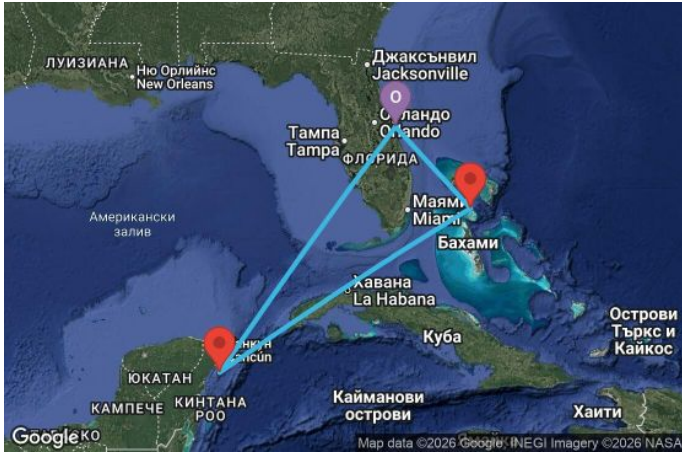 ЛУИЗИАНА
Ню Орлийнс
New Orleans
Джаксънвил
Jacksonville
O
Орландо
Orlando
Тампа
Tampa
ФЛОРИДА
Маями
Miami
Американски
залив
Бахами
Хавана
La Habana
Куба
Острови
Търкс и
Кайкос
ЮКАТАН
КАМПЕЧЕ
КИНТАНА
РОО
Кайманови
острови
Хаити
Google
Map data ©2026 Google, INEGI Imagery ©2026 NASA